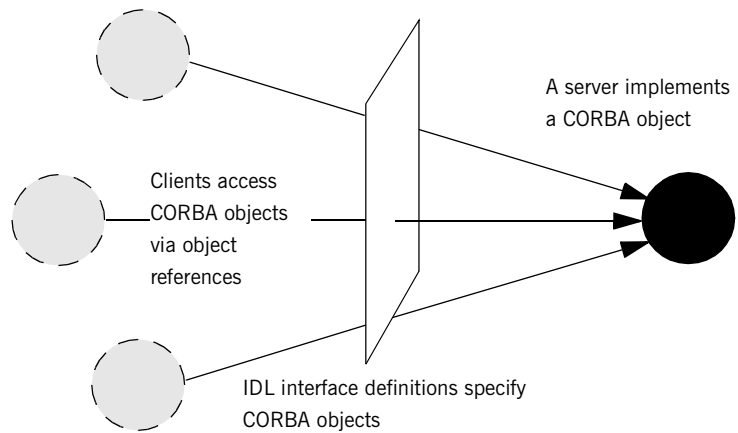 A server implements
a CORBA object
Clients access
CORBA objects
via object
references
IDL interface definitions specify
CORBA objects